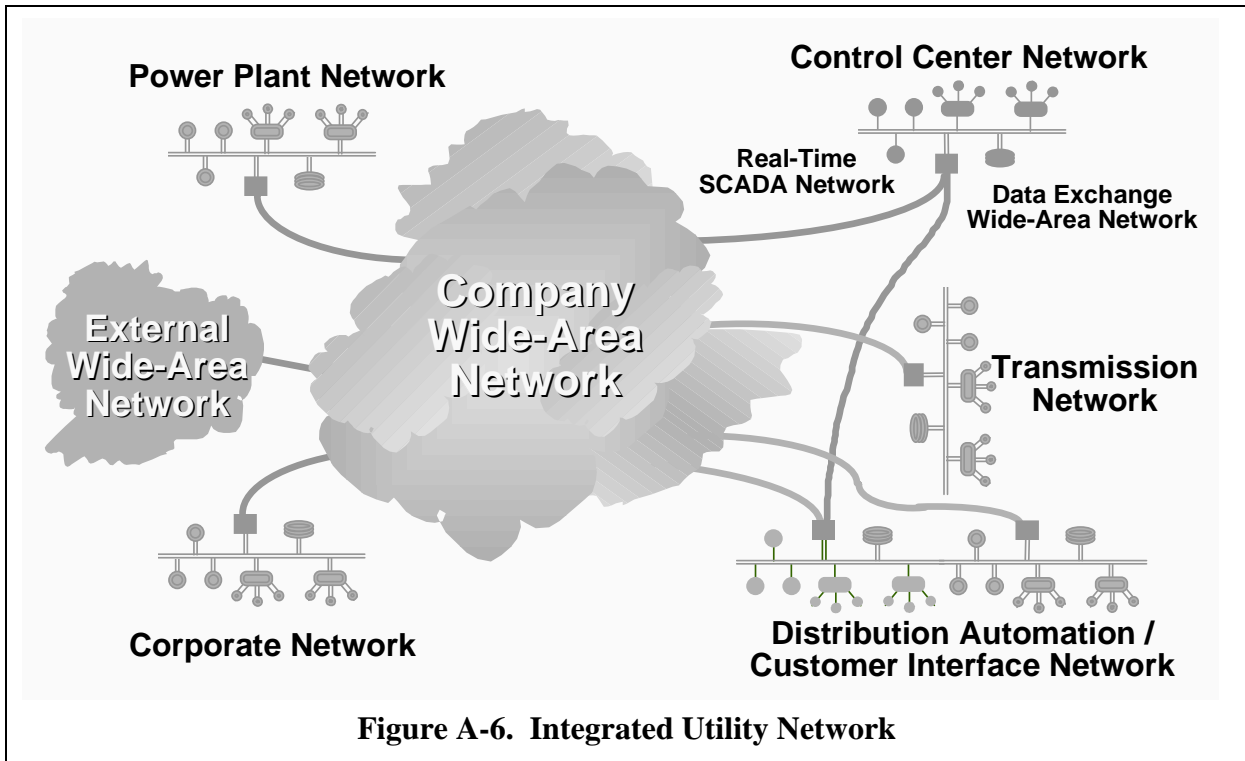 Power Plant Network
Control Center Network
Real-Time
SCADA Network
Data Exchange
Wide-Area Network
Company
Wide-Area
Network
External
Wide-Area
Network
Transmission
Network
Corporate Network
Distribution Automation /
Customer Interface Network
Figure A-6. Integrated Utility Network